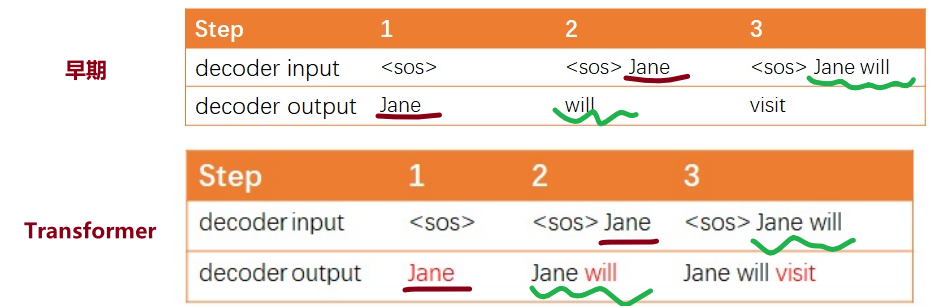 Step 1 2 3
早期
decoder input <sos> <sos> Jane <sos> Jane will
decoder output Jane will visit
Step 1 2 3
Transformer
decoder input <sos> <sos> Jane <sos> Jane will
decoder output Jane Jane will Jane will visit